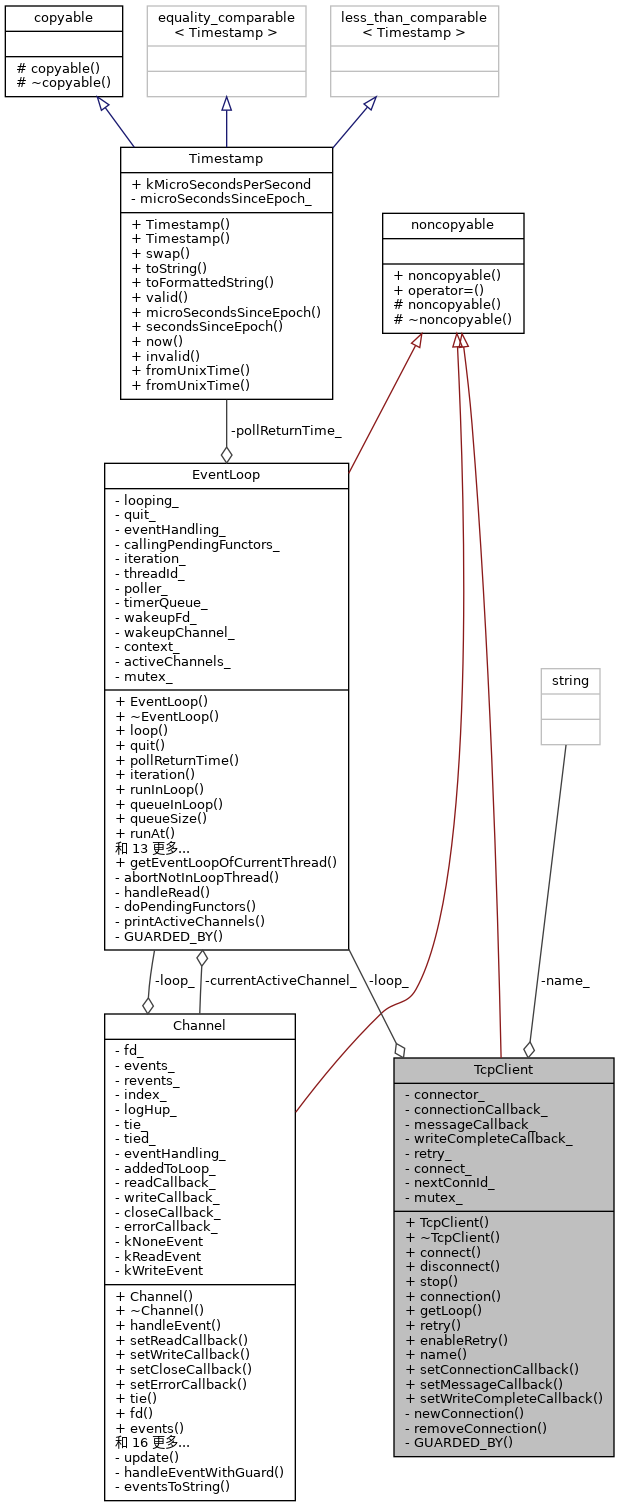 copyable
# copyable()
# ~copyable()
equality_comparable
< Timestamp >
less_than_comparable
< Timestamp >
Timestamp
+ kMicroSecondsPerSecond
- microSecondsSinceEpoch_
+ Timestamp()
+ Timestamp()
+ swap()
+ toString()
+ toFormattedString()
+ valid()
+ microSecondsSinceEpoch()
+ secondsSinceEpoch()
+ now()
+ invalid()
+ fromUnixTime()
+ fromUnixTime()
noncopyable
+ noncopyable()
+ operator=()
# noncopyable()
# ~noncopyable()
-pollReturnTime_
EventLoop
- looping_
- quit_
- eventHandling_
- callingPendingFunctors_
- iteration_
- threadId_
- poller_
- timerQueue_
- wakeupFd_
- wakeupChannel_
- context_
- activeChannels_
- mutex_
+ EventLoop()
+ ~EventLoop()
+ loop()
+ quit()
+ pollReturnTime()
+ iteration()
+ runInLoop()
+ queueInLoop()
+ queueSize()
+ runAt()
和 13 更多...
+ getEventLoopOfCurrentThread()
- abortNotInLoopThread()
- handleRead()
- doPendingFunctors()
- printActiveChannels()
- GUARDED_BY()
string
-loop_
-currentActiveChannel_
-loop_
-name_
Channel
- fd_
- events_
- revents_
- index_
- logHup_
- tie_
- tied_
- eventHandling_
- addedToLoop_
- readCallback_
- writeCallback_
- closeCallback_
- errorCallback_
- kNoneEvent
- kReadEvent
- kWriteEvent
+ Channel()
+ ~Channel()
+ handleEvent()
+ setReadCallback()
+ setWriteCallback()
+ setCloseCallback()
+ setErrorCallback()
+ tie()
+ fd()
+ events()
和 16 更多...
- update()
- handleEventWithGuard()
- eventsToString()
TcpClient
- connector_
- connectionCallback_
- messageCallback_
- writeCompleteCallback_
- retry_
- connect_
- nextConnId_
- mutex_
+ TcpClient()
+ ~TcpClient()
+ connect()
+ disconnect()
+ stop()
+ connection()
+ getLoop()
+ retry()
+ enableRetry()
+ name()
+ setConnectionCallback()
+ setMessageCallback()
+ setWriteCompleteCallback()
- newConnection()
- removeConnection()
- GUARDED_BY()